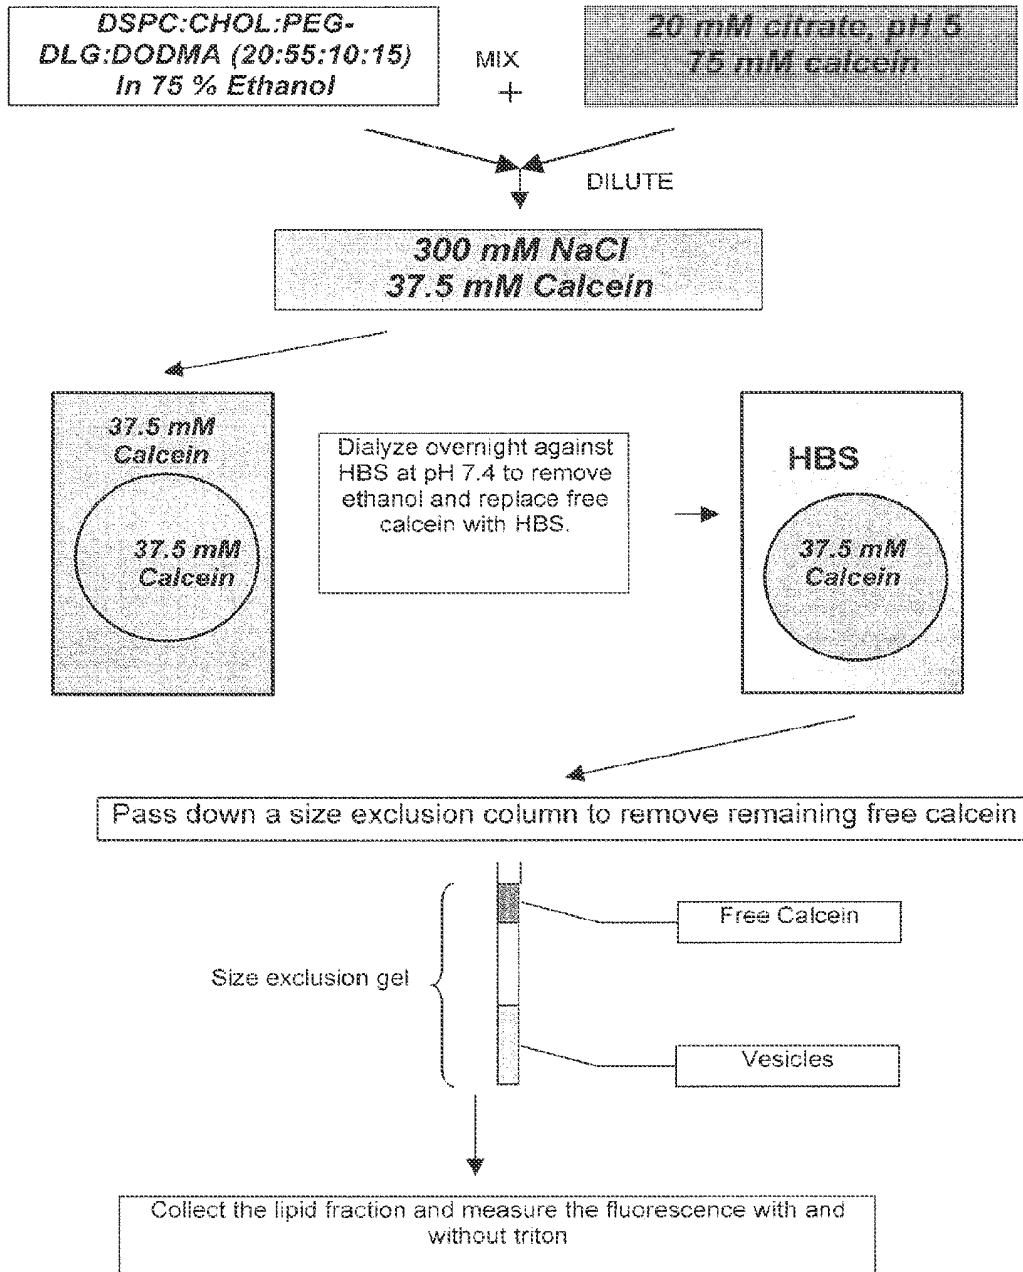 DSPC:CHOL:PEG-
DLG:DODMA (20:55:10:15)
In 75 % Ethanol
MIX
+
20 mM citrate, pH 5
75 mM calcein
DILUTE
300 mM NaCl
37.5 mM Calcein
37.5 mM
Calcein
37.5 mM
Calcein
Dialyze overnight against
HBS at pH 7.4 to remove
ethanol and replace free
calcein with HBS.
HBS
37.5 mM
Calcein
Pass down a size exclusion column to remove remaining free calcein
Free Calcein
Size exclusion gel
Vesicles
Collect the lipid fraction and measure the fluorescence with and
without triton